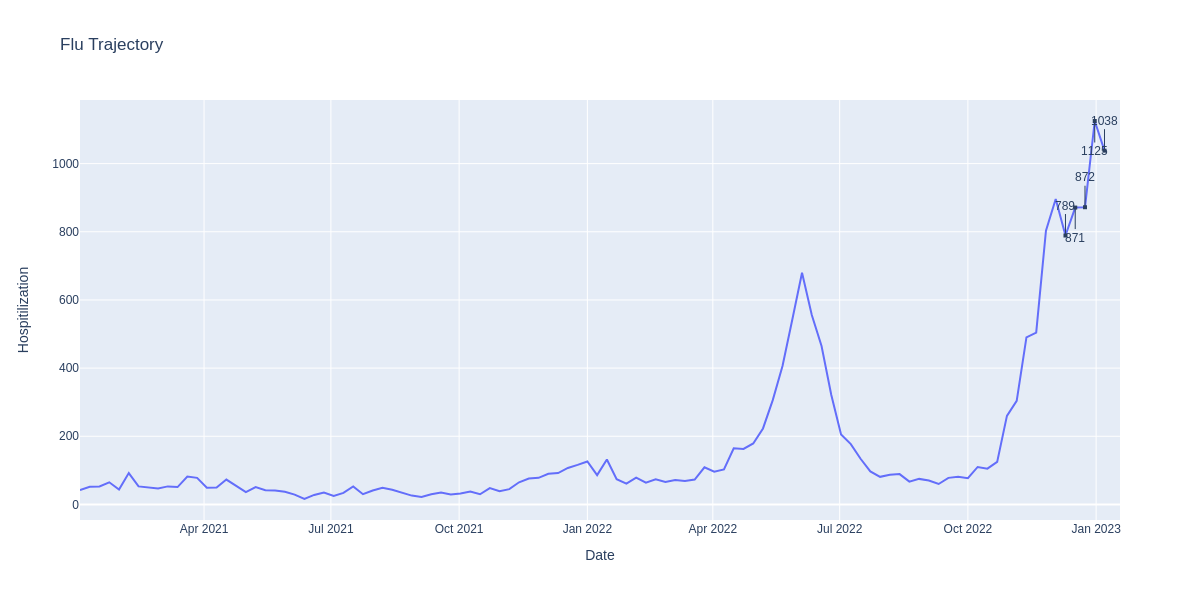 Flu Trajectory
Hospitilization
1000
800
600
400
200
0
1038
1125
872
789
871
Apr 2021
Jul 2021
Oct 2021
Jan 2022
Apr 2022
Jul 2022
Oct 2022
Jan 2023
Date